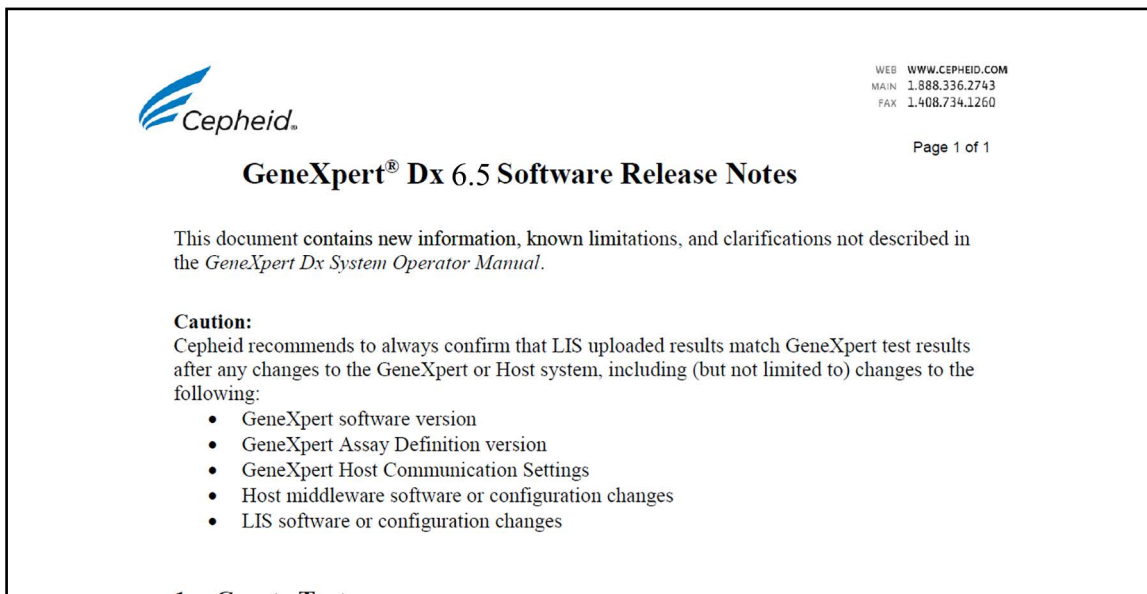 WEB WWW.CEPHEID.COM
MAIN 1.888.336.2743
FAX 1.408.734.1260
Cepheid®
Page 1 of 1
GeneXpert® Dx 6.5 Software Release Notes
This document contains new information, known limitations, and clarifications not described in
the GeneXpert Dx System Operator Manual.
Caution:
Cepheid recommends to always confirm that LIS uploaded results match GeneXpert test results
after any changes to the GeneXpert or Host system, including (but not limited to) changes to the
following:
• GeneXpert software version
• GeneXpert Assay Definition version
• GeneXpert Host Communication Settings
• Host middleware software or configuration changes
• LIS software or configuration changes